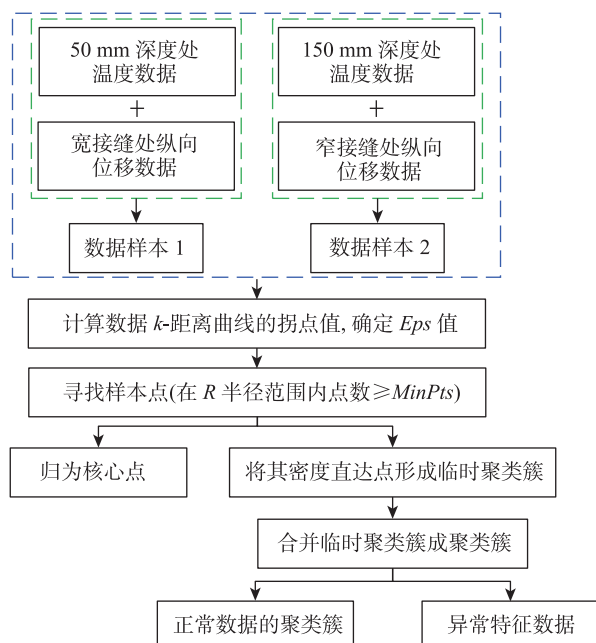 50 mm 深度处
温度数据
+
宽接缝处纵向
位移数据
数据样本 1
150 mm 深度处
温度数据
+
窄接缝处纵向
位移数据
数据样本 2
计算数据 k-距离曲线的拐点值, 确定 Eps 值
寻找样本点(在 R 半径范围内点数≥MinPts)
归为核心点
将其密度直达点形成临时聚类簇
合并临时聚类簇成聚类簇
正常数据的聚类簇
异常特征数据